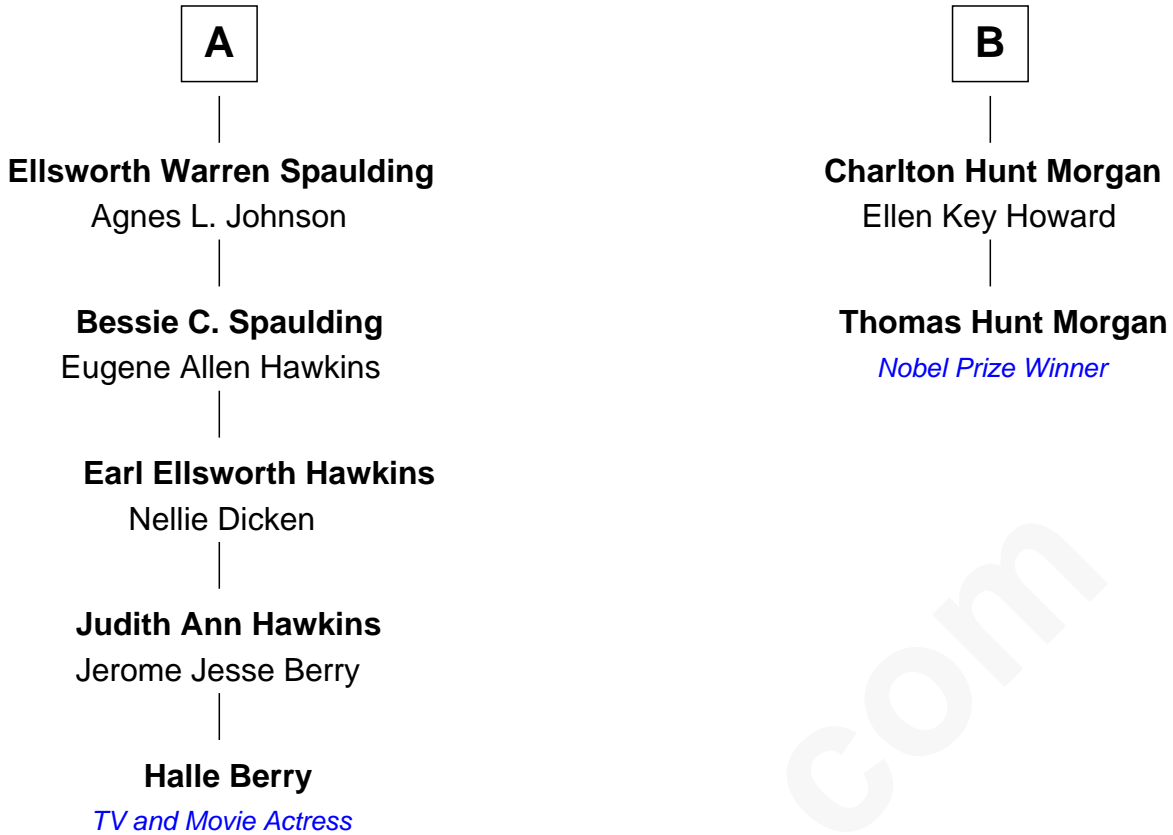 A
Ellsworth Warren Spaulding
Agnes L. Johnson
Bessie C. Spaulding
Eugene Allen Hawkins
Earl Ellsworth Hawkins
Nellie Dicken
Judith Ann Hawkins
Jerome Jesse Berry
Halle Berry
TV and Movie Actress
B
Charlton Hunt Morgan
Ellen Key Howard
Thomas Hunt Morgan
Nobel Prize Winner
com